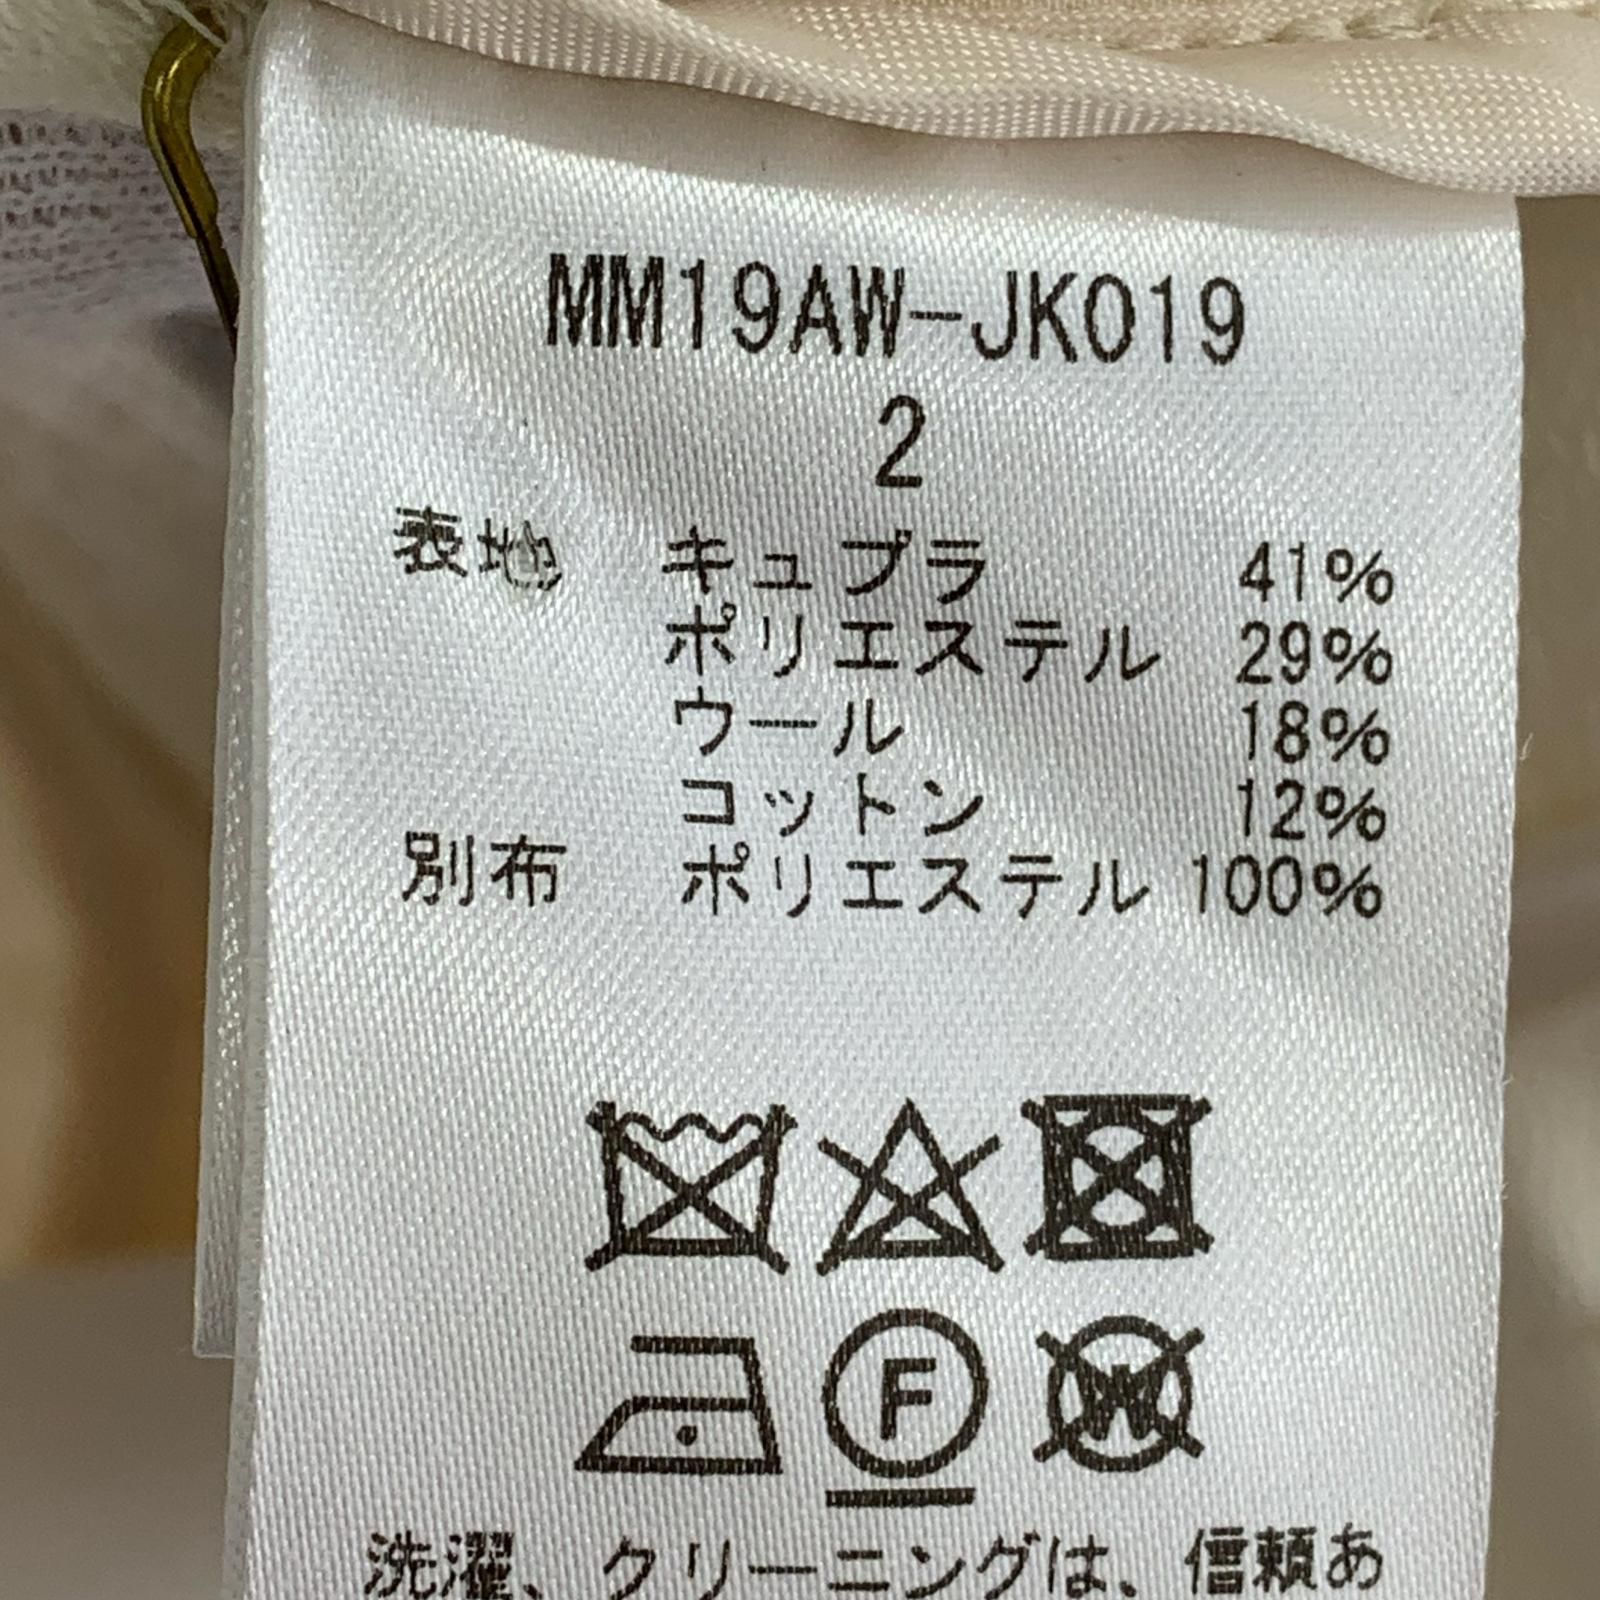 MM19AW-JK019
2
表地 キュプラ 41%
ポリエステル 29%
ウール 18%
コットン 12%
別布 ポリエステル 100%
F
W
洗濯、クリーニングは、信頼あ